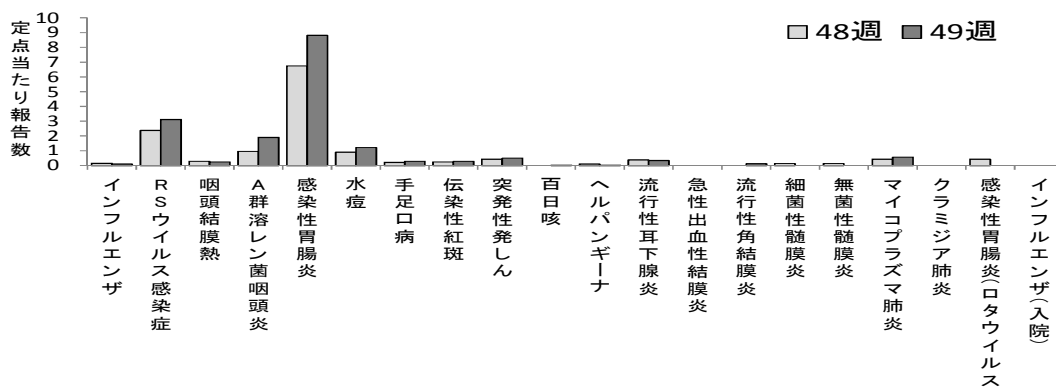 定点当たり報告数
10
9
8
7
6
5
4
3
2
1
0
48週 49週
インフルエンザ
RSウイルス感染症
咽頭結膜熱
A群溶レン菌咽頭炎
感染性胃腸炎
水痘
手足口病
伝染性紅斑
突発性発しん
百日咳
ヘルパンギーナ
流行性耳下腺炎
急性出血性結膜炎
流行性角結膜炎
細菌性髄膜炎
無菌性髄膜炎
マイコプラズマ肺炎
クラミジア肺炎
感染性胃腸炎(ロタウイルス
インフルエンザ(入院)